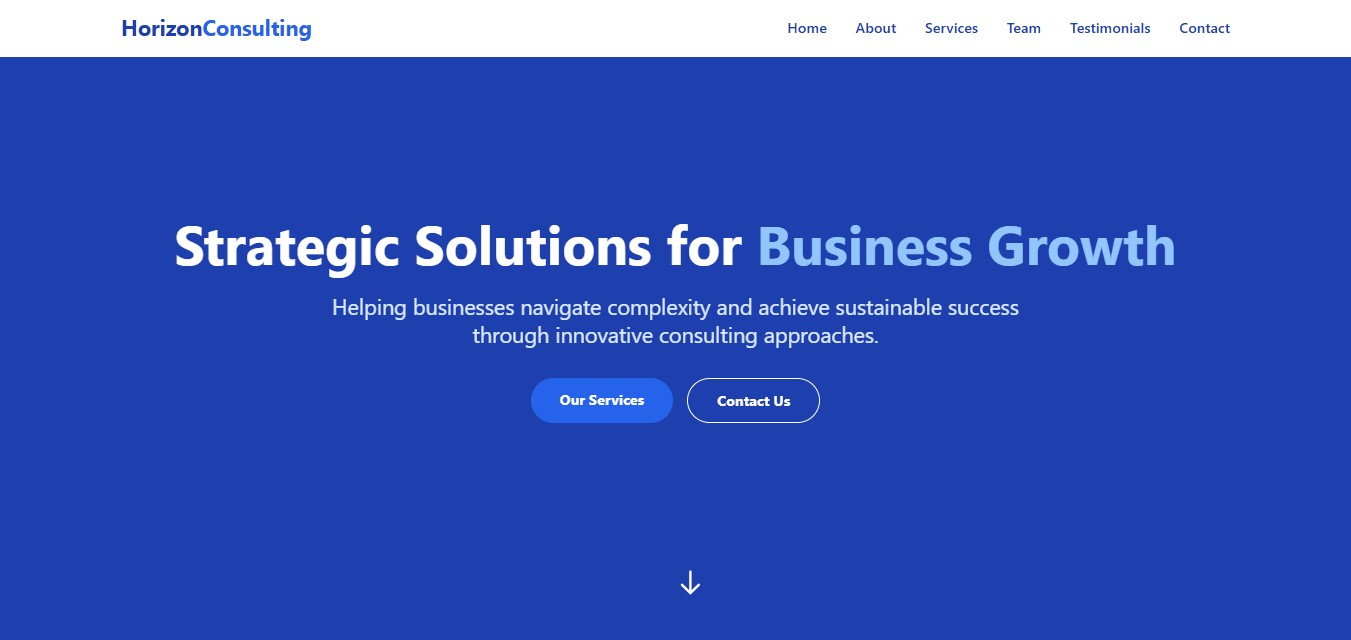 HorizonConsulting
Home About Services Team Testimonials Contact
Strategic Solutions for Business Growth
Helping businesses navigate complexity and achieve sustainable success
through innovative consulting approaches.
Our Services
Contact Us